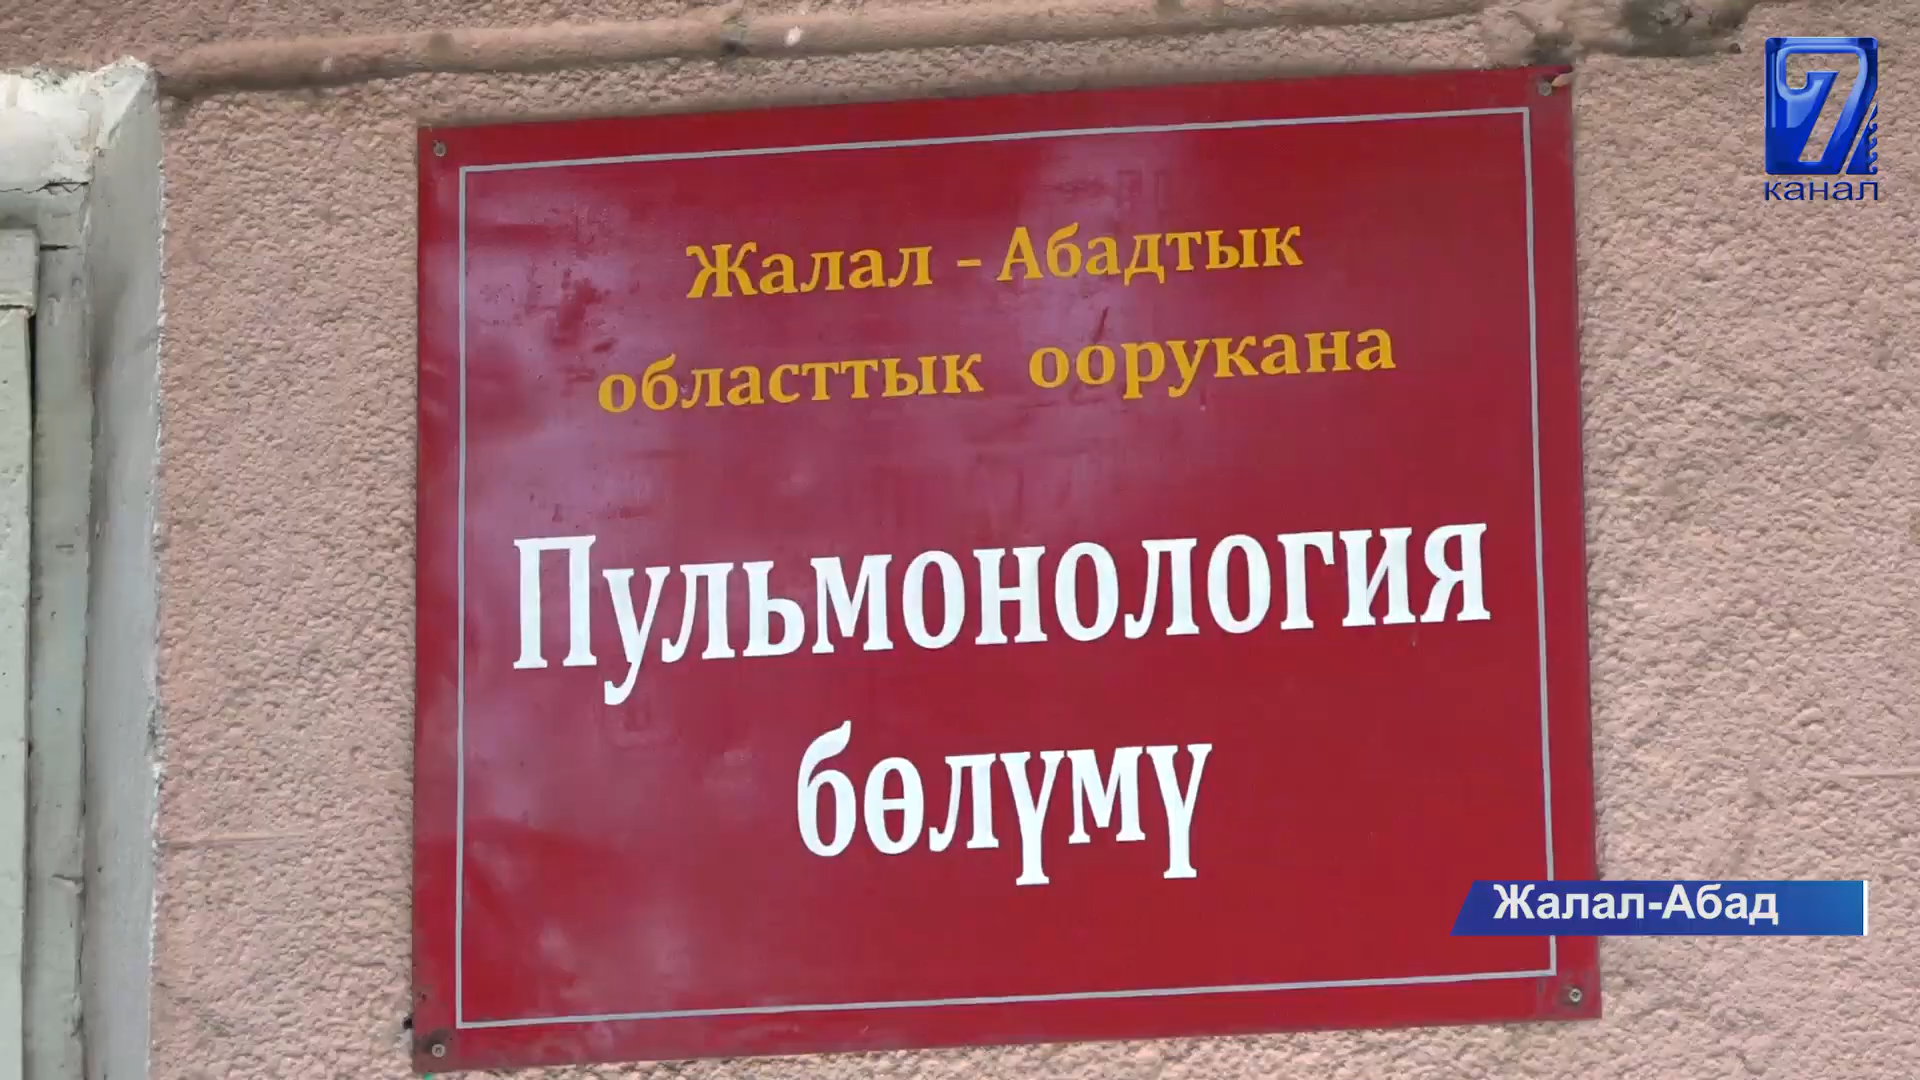 7
канал
Жалал - Абадтык
областтык оорукана
Пульмонология
бөлүмү
Жалал-Абад